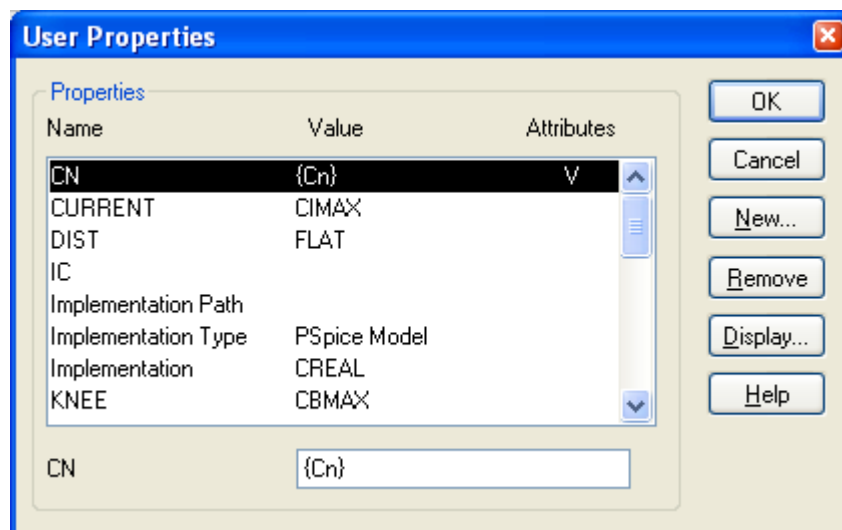 User Properties
Properties
Name Value Attributes
CN {Cn} V
CURRENT CIMAX
DIST FLAT
IC
Implementation Path
Implementation Type PSpice Model
Implementation CREAL
KNEE CBMAX
CN {Cn}
OK
Cancel
New...
Remove
Display...
Help